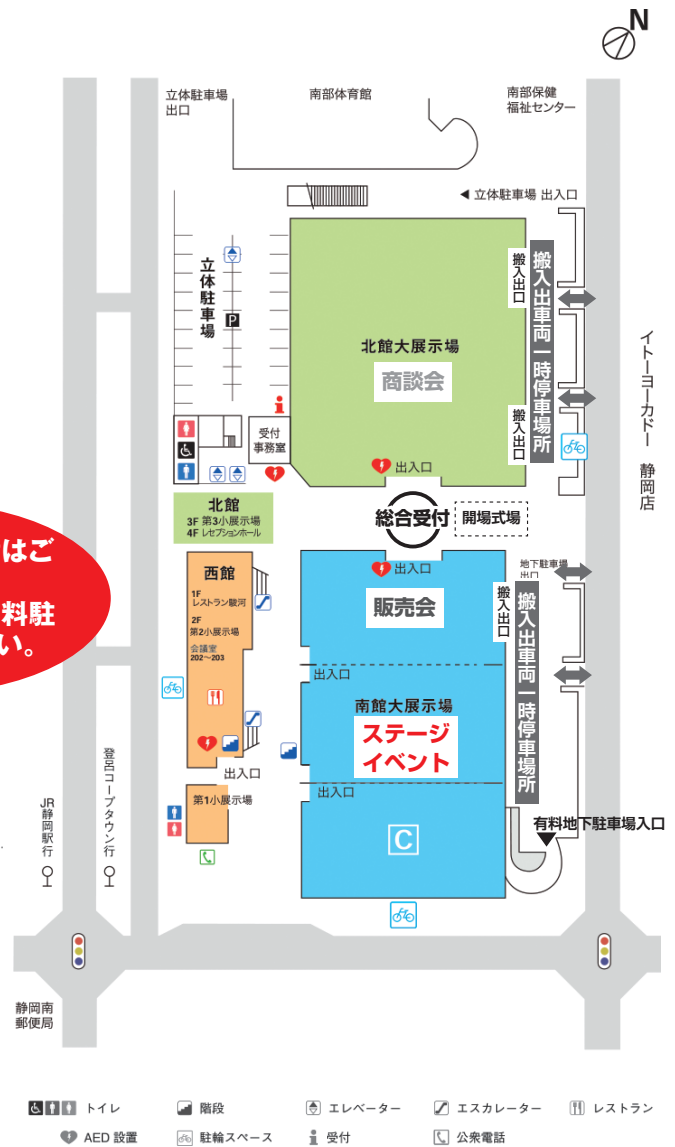 N
立体駐車場
出口
南部体育館
南部保健
福祉センター
◀ 立体駐車場 出入口
立体駐車場
P
搬入出口
搬入出車両一時停車場所
北館大展示場
商談会
イトーヨーカドー 静岡店
受付
事務室
搬入出口
出入口
北館
3F 第3小展示場
4F レセプションホール
総合受付
開場式場
はご
料駐
い。
西館
1F
レストラン駿河
2F
第2小展示場
会議室
202〜203
出入口
販売会
地下駐車場
出口
搬入出口
搬入出車両一時停車場所
出入口
南館大展示場
ステージ
イベント
出入口
出入口
第1小展示場
C
有料地下駐車場入口
JR静岡駅行
登呂コープタウン行
静岡南
郵便局
トイレ
階段
エレベーター
エスカレーター
レストラン
AED 設置
駐輪スペース
受付
公衆電話